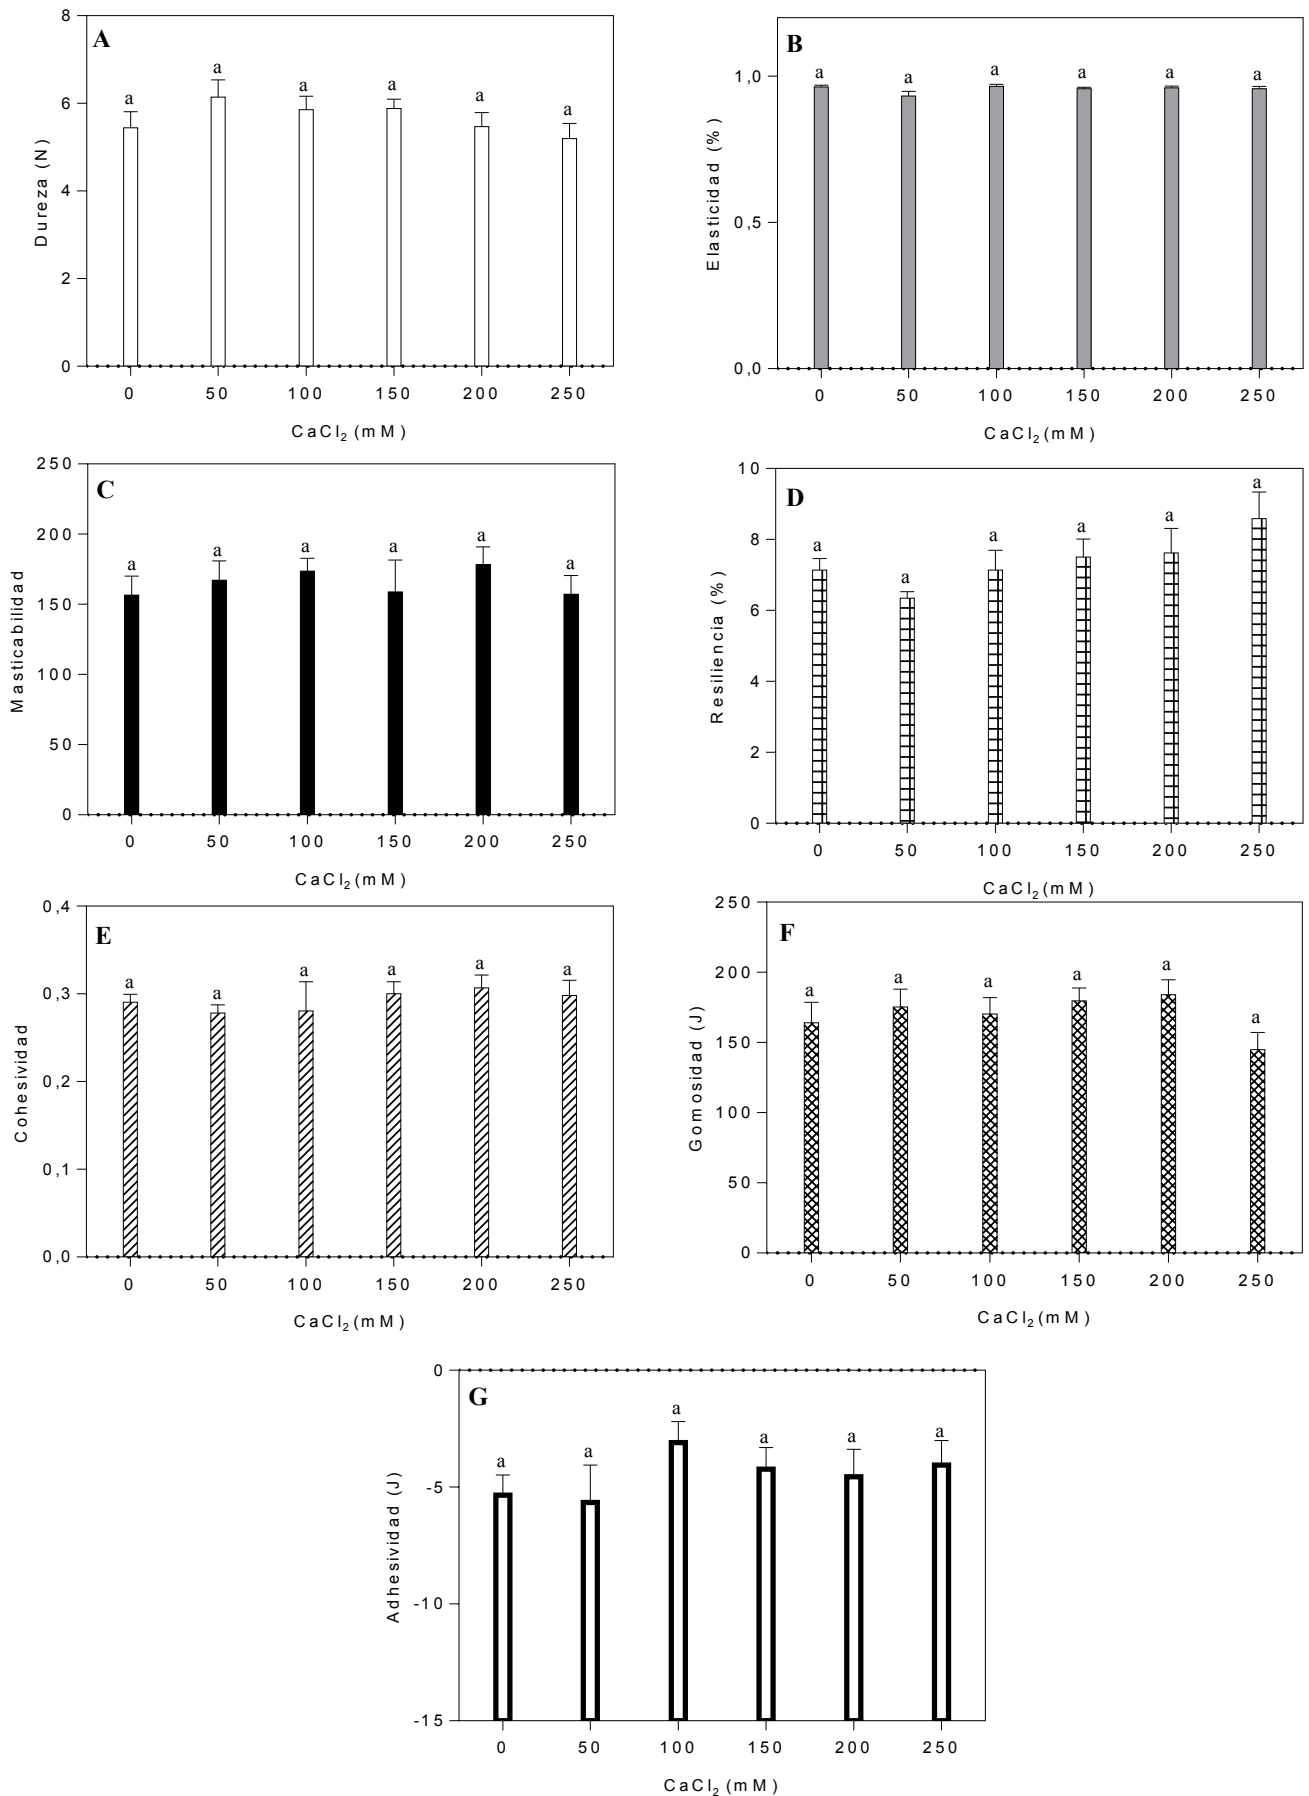 A
Dureza (N)
8
6
4
2
0
a a a a a a
0 50 100 150 200 250
CaCl₂ (mM)
B
Elasticidad (%)
1,0
0,5
0,0
a a a a a a
0 50 100 150 200 250
CaCl₂ (mM)
C
Masticabilidad
250
200
150
100
50
0
a a a a a a
0 50 100 150 200 250
CaCl₂ (mM)
D
Resiliencia (%)
10
8
6
4
2
0
a a a a a a
0 50 100 150 200 250
CaCl₂ (mM)
E
Cohesividad
0,4
0,3
0,2
0,1
0,0
a a a a a a
0 50 100 150 200 250
CaCl₂ (mM)
F
Gomosidad (J)
250
200
150
100
50
0
a a a a a a
0 50 100 150 200 250
CaCl₂ (mM)
G
Adhesividad (J)
0
-5
-10
-15
a a a a a a
0 50 100 150 200 250
CaCl₂ (mM)